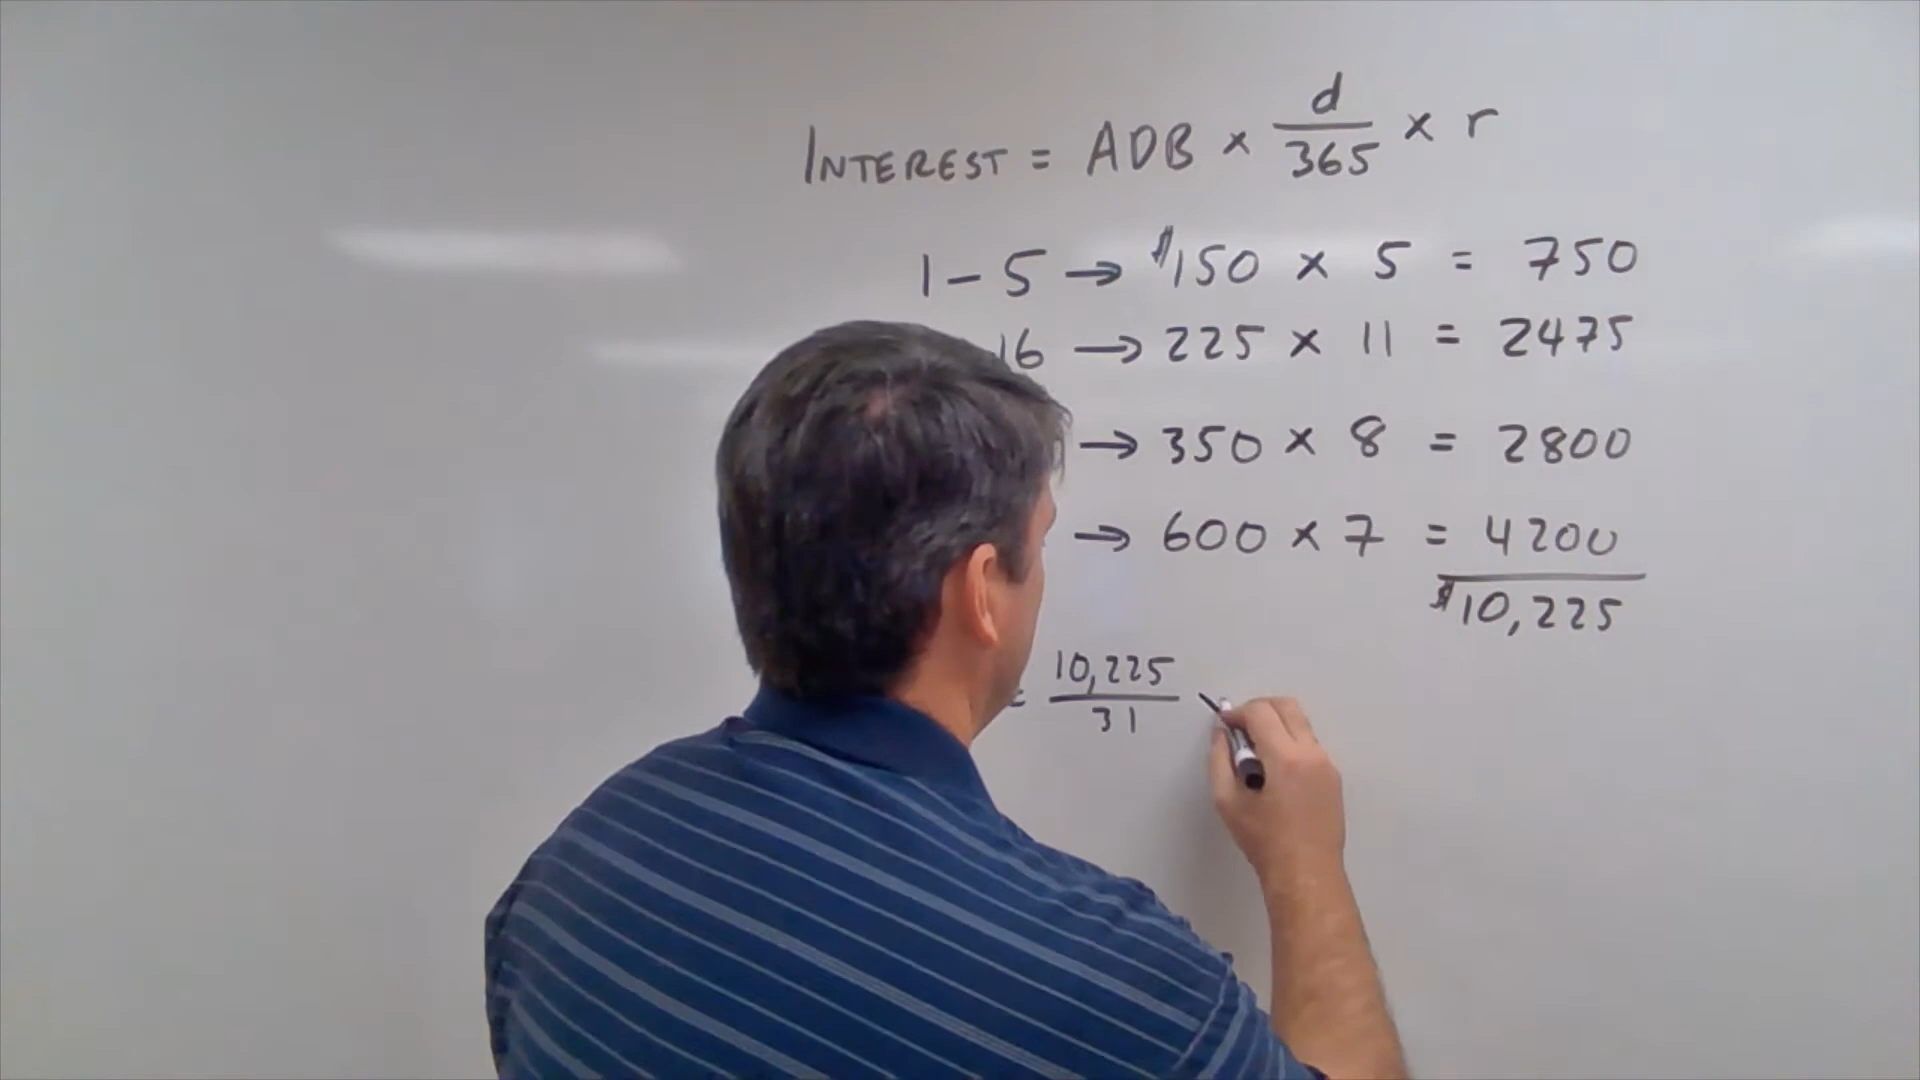 INTEREST = ADB × d/365 × r
1 - 5 → $150 × 5 = 750
16 → 225 × 11 = 2475
→ 350 × 8 = 2800
→ 600 × 7 = 4200
$10,225
= 10,225/31